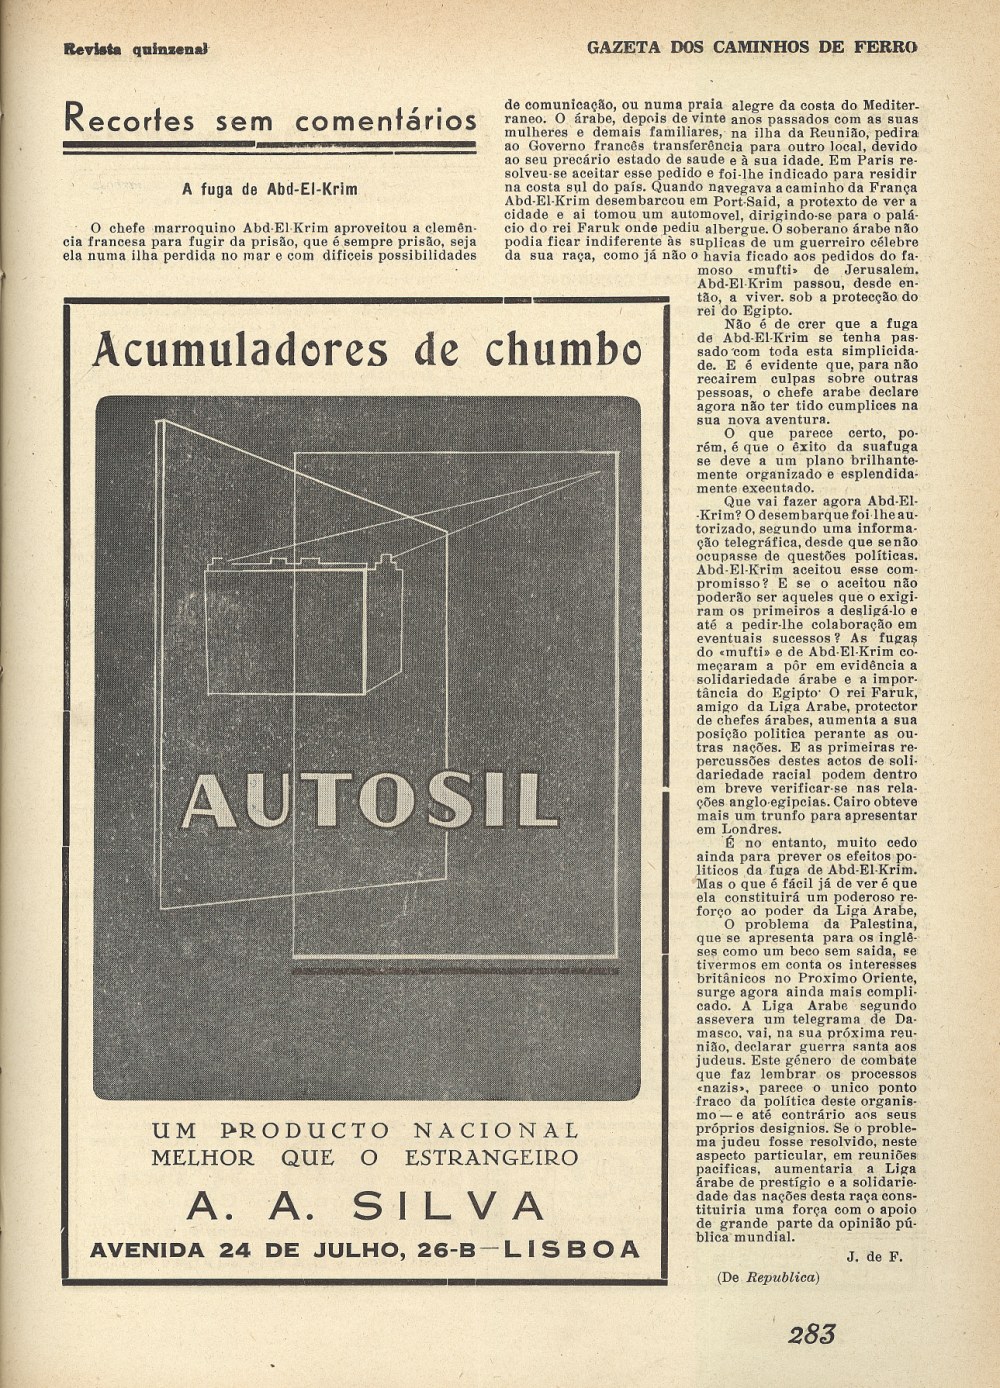 Revista quinzenal
GAZETA DOS CAMINHOS DE FERRO
Recortes sem comentários
A fuga de Abd-El-Krim
O chefe marroquino Abd-El-Krim aproveitou a clemên-
cia francesa para fugir da prisão, que é sempre prisão, seja
ela numa ilha perdida no mar e com dificeis possibilidades
de comunicação, ou numa praia alegre da costa do Mediter-
raneo. O árabe, depois de vinte anos passados com as suas
mulheres e demais familiares, na ilha da Reunião, pedira
ao Governo francês transferência para outro local, devido
ao seu precário estado de saude e à sua idade. Em Paris re-
solveu-se aceitar esse pedido e foi-lhe indicado para residir
na costa sul do país. Quando navegava a caminho da França
Abd-El-Krim desembarcou em Port-Said, a protexto de ver a
cidade e ai tomou um automovel, dirigindo-se para o palá-
cio do rei Faruk onde pediu albergue. O soberano árabe não
podia ficar indiferente às suplicas de um guerreiro célebre
da sua raça, como já não o havia ficado aos pedidos do fa-
moso «mufti» de Jerusalem.
Abd-El-Krim passou, desde en-
tão, a viver. sob a protecção do
rei do Egipto.
Não é de crer que a fuga
de Abd-El-Krim se tenha pas-
sado com toda esta simplicida-
de. E é evidente que, para não
recairem culpas sobre outras
pessoas, o chefe arabe declare
agora não ter tido cumplices na
sua nova aventura.
O que parece certo, po-
rém, é que o êxito da suafuga
se deve a um plano brilhante-
mente organizado e esplendida-
mente executado.
Que vai fazer agora Abd-El-
-Krim? O desembarque foi lhe au-
torizado, segundo uma informa-
ção telegráfica, desde que se não
ocupasse de questões políticas.
Abd-El-Krim aceitou esse com-
promisso? E se o aceitou não
poderão ser aqueles que o exigi-
ram os primeiros a desligá-lo e
até a pedir-lhe colaboração em
eventuais sucessos? As fugas
do «mufti» e de Abd-El-Krim co-
meçaram a pôr em evidência a
solidariedade árabe e a impor-
tância do Egipto· O rei Faruk,
amigo da Liga Arabe, protector
de chefes árabes, aumenta a sua
posição politica perante as ou-
tras nações. E as primeiras re-
percussões destes actos de soli-
dariedade racial podem dentro
em breve verificar-se nas rela-
ções anglo-egipcias. Cairo obteve
mais um trunfo para apresentar
em Londres.
É no entanto, muito cedo
ainda para prever os efeitos po-
liticos da fuga de Abd-El-Krim.
Mas o que é fácil já de ver é que
ela constituirá um poderoso re-
forço ao poder da Liga Arabe,
O problema da Palestina,
que se apresenta para os inglê-
ses como um beco sem saida, se
tivermos em conta os interesses
britânicos no Proximo Oriente,
surge agora ainda mais compli-
cado. A Liga Arabe segundo
assevera um telegrama de Da-
masco, vai, na sua próxima reu-
nião, declarar guerra santa aos
judeus. Este género de combate
que faz lembrar os processos
«nazis», parece o unico ponto
fraco da política deste organis-
mo — e até contrário aos seus
próprios designios. Se o proble-
ma judeu fosse resolvido, neste
aspecto particular, em reuniões
pacificas, aumentaria a Liga
árabe de prestígio e a solidarie-
dade das nações desta raça cons-
tituiria uma força com o apoio
de grande parte da opinião pú-
blica mundial.
J. de F.
(De Republica)
Acumuladores de chumbo
AUTOSIL
UM PRODUCTO NACIONAL
MELHOR QUE O ESTRANGEIRO
A. A. SILVA
AVENIDA 24 DE JULHO, 26-B — LISBOA
283